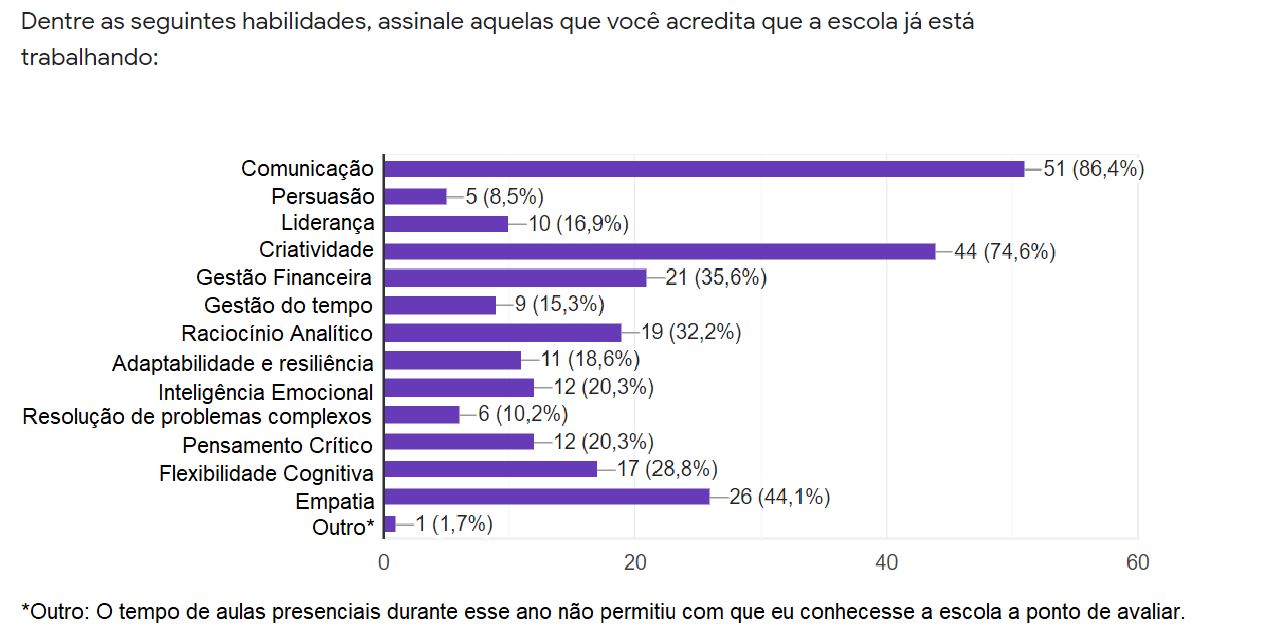 Dentre as seguintes habilidades, assinale aquelas que você acredita que a escola já está
trabalhando:
Comunicação 51 (86,4%)
Persuasão 5 (8,5%)
Liderança 10 (16,9%)
Criatividade 44 (74,6%)
Gestão Financeira 21 (35,6%)
Gestão do tempo 9 (15,3%)
Raciocínio Analítico 19 (32,2%)
Adaptabilidade e resiliência 11 (18,6%)
Inteligência Emocional 12 (20,3%)
Resolução de problemas complexos 6 (10,2%)
Pensamento Crítico 12 (20,3%)
Flexibilidade Cognitiva 17 (28,8%)
Empatia 26 (44,1%)
Outro* 1 (1,7%)
0 20 40 60
*Outro: O tempo de aulas presenciais durante esse ano não permitiu com que eu conhecesse a escola a ponto de avaliar.